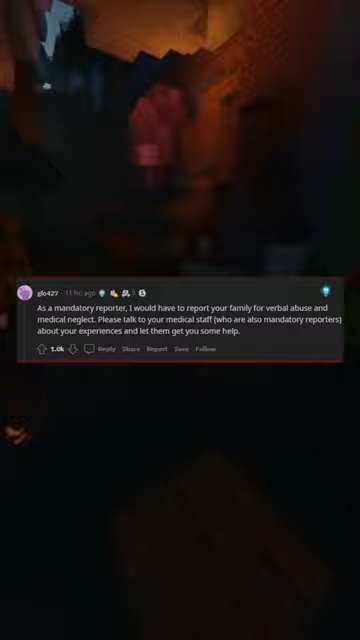 glo427 · 11 hr. ago
As a mandatory reporter, I would have to report your family for verbal abuse and
medical neglect. Please talk to your medical staff (who are also mandatory reporters)
about your experiences and let them get you some help.
1.0k Reply Share Report Save Follow